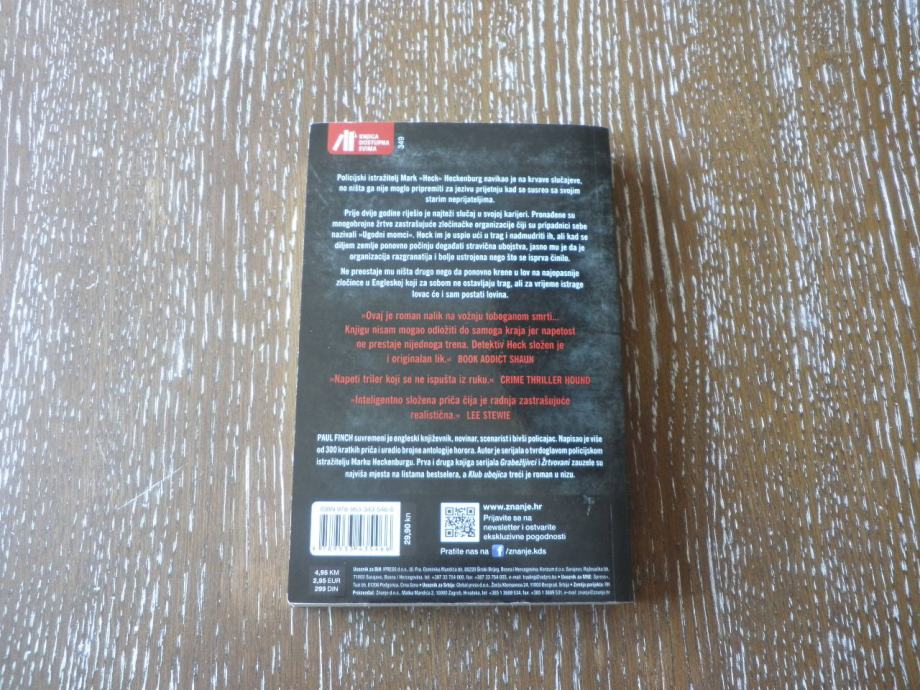 KNJIGA
DOSTUPNA
SVIMA
349
Policijski istražitelj Mark »Heck« Heckenburg navikao je na krvave slučajeve,
no ništa ga nije moglo pripremiti za jezivu prijetnju kad se susreo sa svojim
starim neprijateljima.
Prije dvije godine riješio je najteži slučaj u svojoj karijeri. Pronađene su
mnogobrojne žrtve zastrašujuće zločinačke organizacije čiji su pripadnici sebe
nazivali »Ugodni momci«. Heck im je uspio ući u trag i nadmudriti ih, ali kad se
diljem zemlje ponovno počinju događati stravična ubojstva, jasno mu je da je
organizacija razgranatija i bolje ustrojena nego što se isprva činilo.
Ne preostaje mu ništa drugo nego da ponovno krene u lov na najopasnije
zločince u Engleskoj koji za sobom ne ostavljaju trag, ali za vrijeme istrage
lovac će i sam postati lovina.
»Ovaj je roman nalik na vožnju toboganom smrti...
Knjigu nisam mogao odložiti do samoga kraja jer napetost
ne prestaje nijednoga trena. Detektiv Heck složen je
i originalan lik.« BOOK ADDICT SHAUN
»Napeti triler koji se ne ispušta iz ruku.« CRIME THRILLER HOUND
»Inteligentno složena priča čija je radnja zastrašujuće
realistična.« LEE STEWIE
PAUL FINCH suvremeni je engleski književnik, novinar, scenarist i bivši policajac. Napisao je više
od 300 kratkih priča i uredio brojne antologije horora. Autor je serijala o tvrdoglavom policijskom
istražitelju Marku Heckenburgu. Prva i druga knjiga serijala Grabežljivci i Žrtvovani zauzele su
najviša mjesta na listama bestselera, a Klub ubojica treći je roman u nizu.
ISBN 978 953 343 546
29,90 kn
www.znanje.hr
Prijavite se na
newsletter i ostvarite
ekskluzivne pogodnosti
Pratite nas na f /znanje.kds
4,95 KM
2,95 EUR
299 DIN